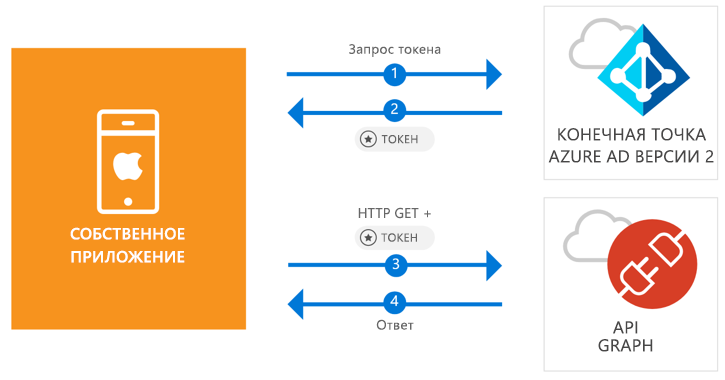 СОБСТВЕННОЕ
ПРИЛОЖЕНИЕ
Запрос токена
1
2
ТОКЕН
HTTP GET +
ТОКЕН
3
4
Ответ
КОНЕЧНАЯ ТОЧКА
AZURE AD ВЕРСИИ 2
API
GRAPH